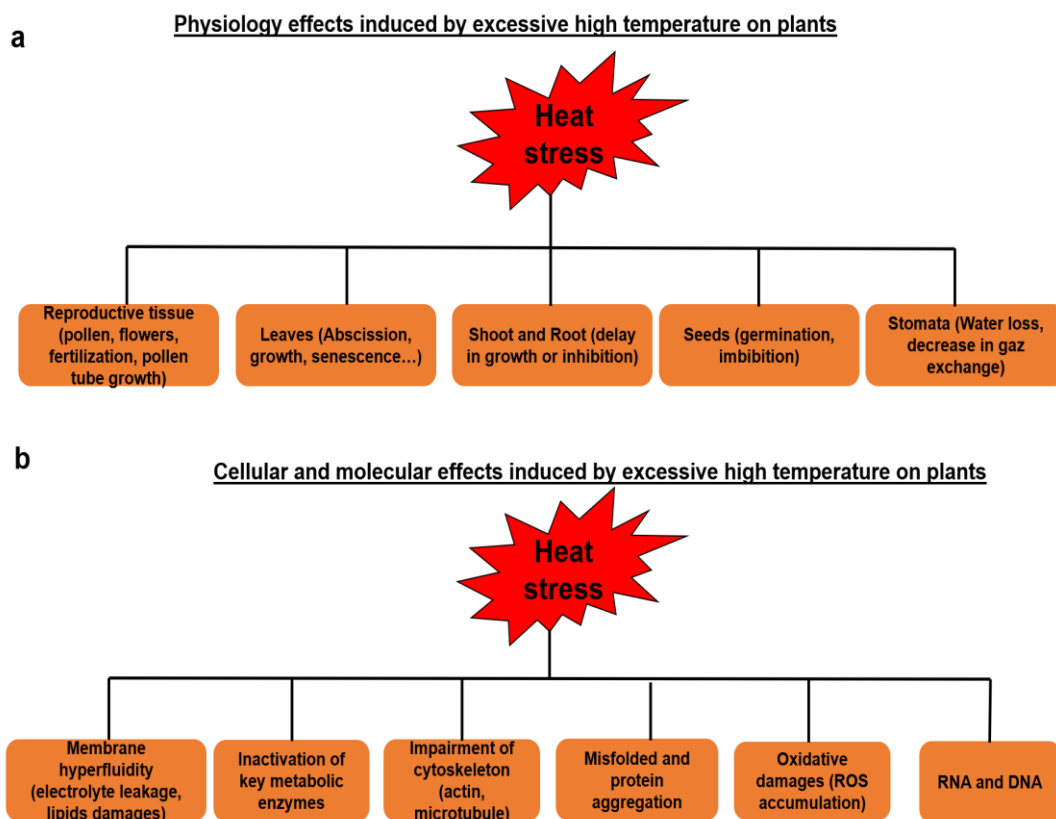 a
Physiology effects induced by excessive high temperature on plants
Heat
stress
Reproductive tissue
(pollen, flowers,
fertilization, pollen
tube growth)
Leaves (Abscission,
growth, senescence…)
Shoot and Root (delay
in growth or inhibition)
Seeds (germination,
imbibition)
Stomata (Water loss,
decrease in gaz
exchange)
b
Cellular and molecular effects induced by excessive high temperature on plants
Heat
stress
Membrane
hyperfluidity
(electrolyte leakage,
lipids damages)
Inactivation of
key metabolic
enzymes
Impairment of
cytoskeleton
(actin,
microtubule)
Misfolded and
protein
aggregation
Oxidative
damages (ROS
accumulation)
RNA and DNA